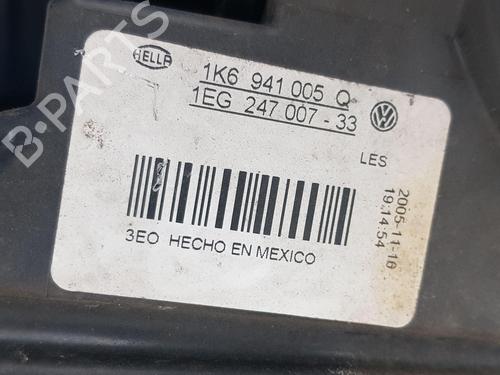 HELLA
1K6 941 005 Q
1EG 247 007-33
VW
LES
2005-11-16
19:14:54
3EO HECHO EN MEXICO
B-PARTS